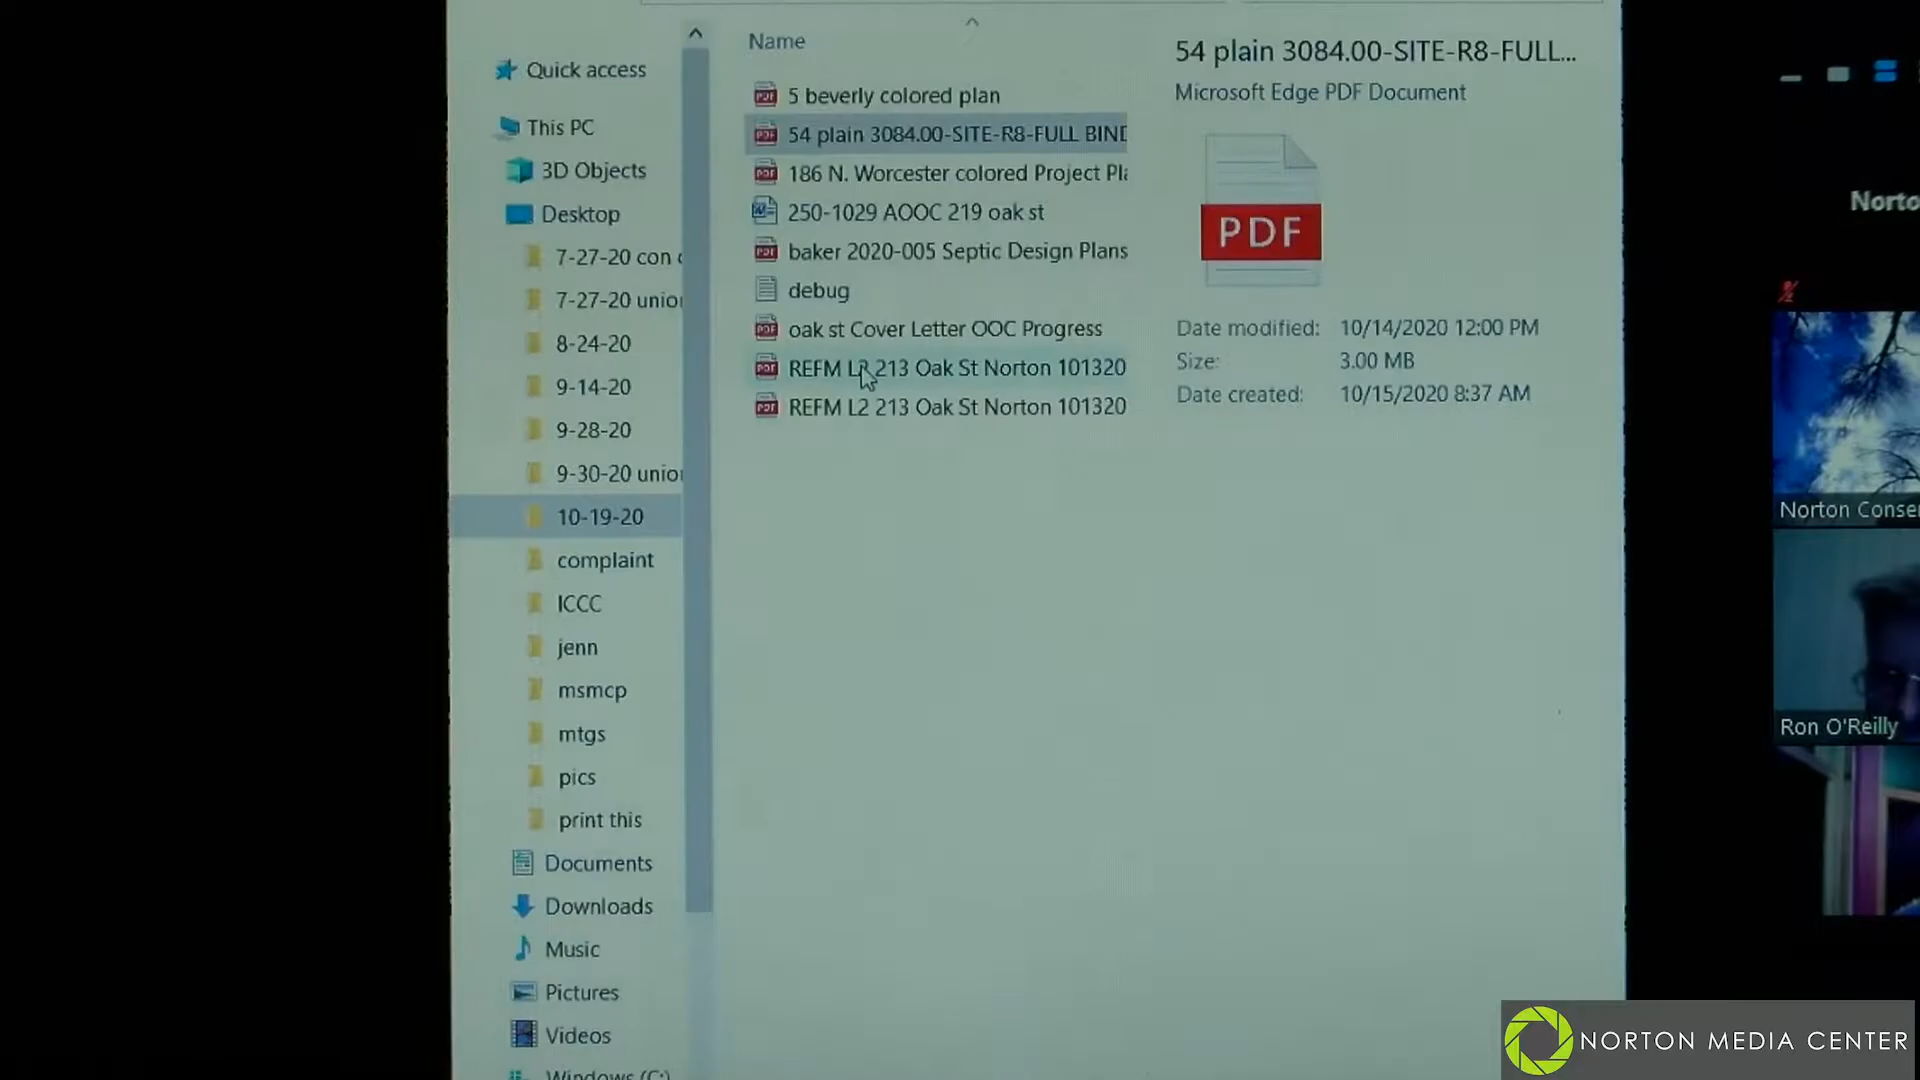 Quick access
This PC
3D Objects
Desktop
7-27-20 con
7-27-20 union
8-24-20
9-14-20
9-28-20
9-30-20 union
10-19-20
complaint
ICCC
jenn
msmcp
mtgs
pics
print this
Documents
Downloads
Music
Pictures
Videos
Windows (C:)
Name
5 beverly colored plan
54 plain 3084.00-SITE-R8-FULL BIND
186 N. Worcester colored Project Pla
250-1029 AOOC 219 oak st
baker 2020-005 Septic Design Plans
debug
oak st Cover Letter OOC Progress
REFM L2 213 Oak St Norton 101320
REFM L2 213 Oak St Norton 101320
54 plain 3084.00-SITE-R8-FULL...
Microsoft Edge PDF Document
PDF
Date modified: 10/14/2020 12:00 PM
Size: 3.00 MB
Date created: 10/15/2020 8:37 AM
Norto
Norton Conser
Ron O'Reilly
NORTON MEDIA CENTER